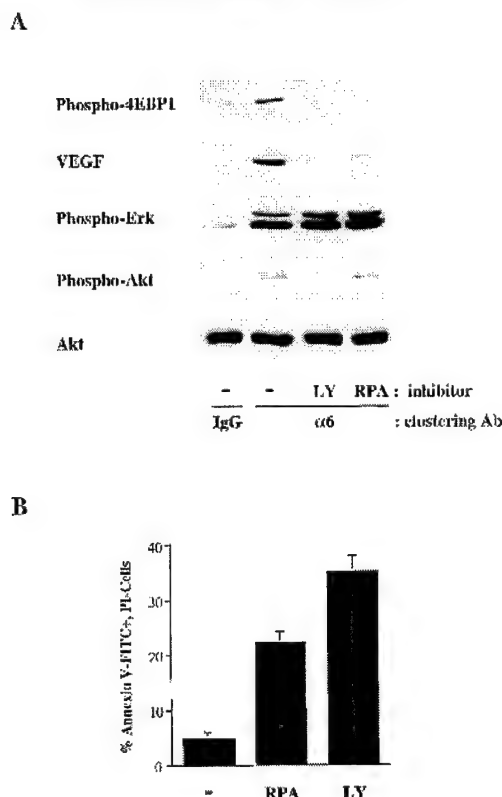 A
Phospho-4EBP1
VEGF
Phospho-Erk
Phospho-Akt
Akt
- - LY RPA : inhibitor
IgG α6 : clustering Ab
B
% Annexin V-FITC+, PI-Cells
40
30
20
10
0
- RPA LY